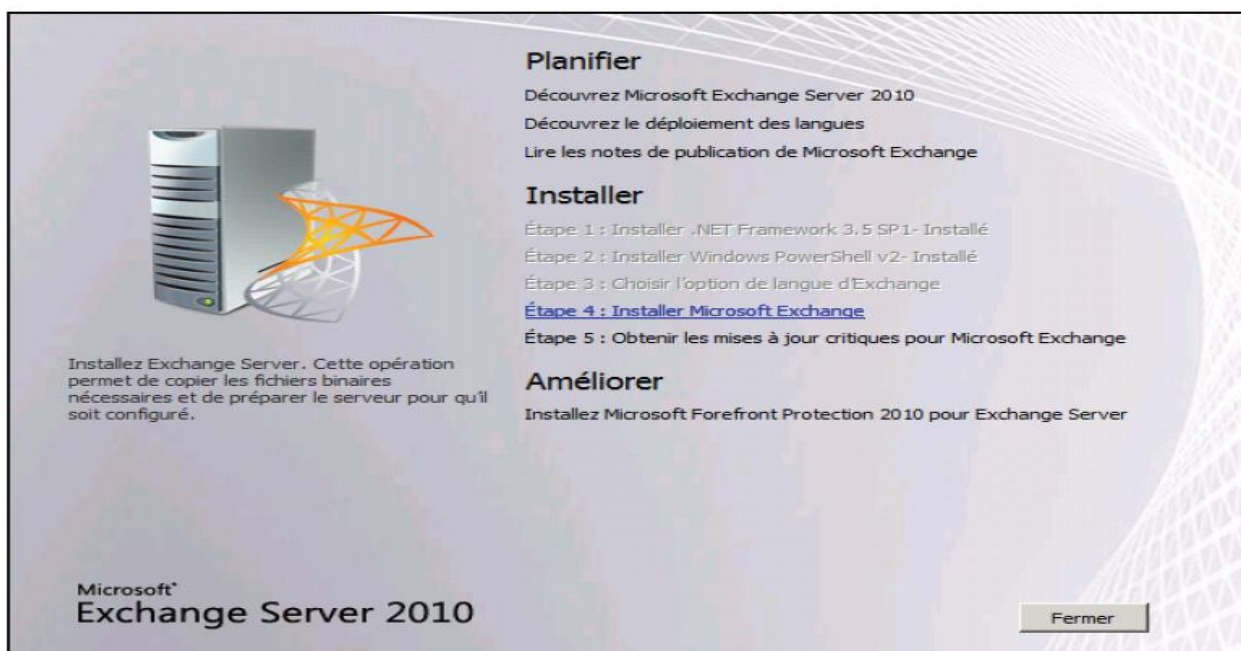 Planifier
Découvrez Microsoft Exchange Server 2010
Découvrez le déploiement des langues
Lire les notes de publication de Microsoft Exchange
Installer
Étape 1 : Installer .NET Framework 3.5 SP1- Installé
Étape 2 : Installer Windows PowerShell v2- Installé
Étape 3 : Choisir l'option de langue d'Exchange
Étape 4 : Installer Microsoft Exchange
Étape 5 : Obtenir les mises à jour critiques pour Microsoft Exchange
Améliorer
Installez Microsoft Forefront Protection 2010 pour Exchange Server
Installez Exchange Server. Cette opération
permet de copier les fichiers binaires
nécessaires et de préparer le serveur pour qu'il
soit configuré.
Microsoft
Exchange Server 2010
Fermer